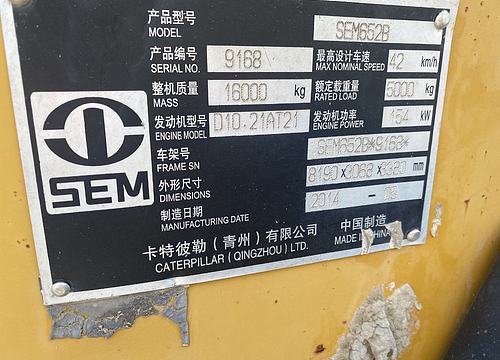 产品型号
MODEL SEM652B
产品编号 最高设计车速
SERIAL NO. 9168 MAX NOMINAL SPEED 42 km/h
整机质量 额定载重量
MASS 16000 kg RATED LOAD 5000 kg
发动机型号 发动机功率
ENGINE MODEL D10.21AT21 ENGINE POWER 154 kW
车架号
FRAME SN SEM652B*9168*
外形尺寸
DIMENSIONS 8190×3068×3380 mm
制造日期
MANUFACTURING DATE 2014 -
SEM
卡特彼勒（青州）有限公司 中国制造
CATERPILLAR (QINGZHOU) LTD. MADE IN CHINA